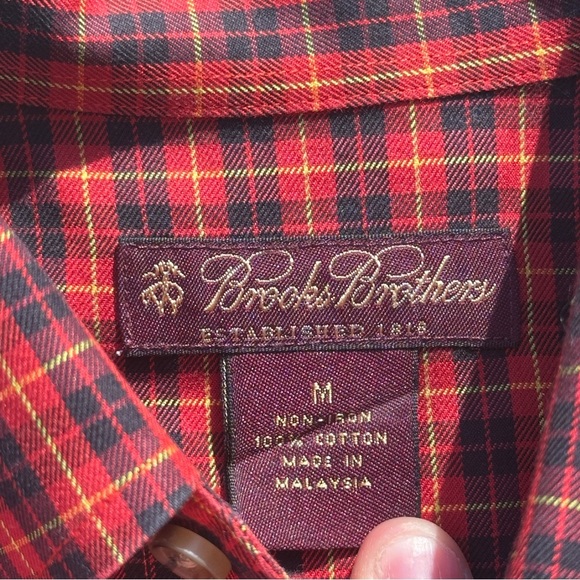 Brooks Brothers
ESTABLISHED 1818
M
NON-IRON
100% COTTON
MADE IN
MALAYSIA